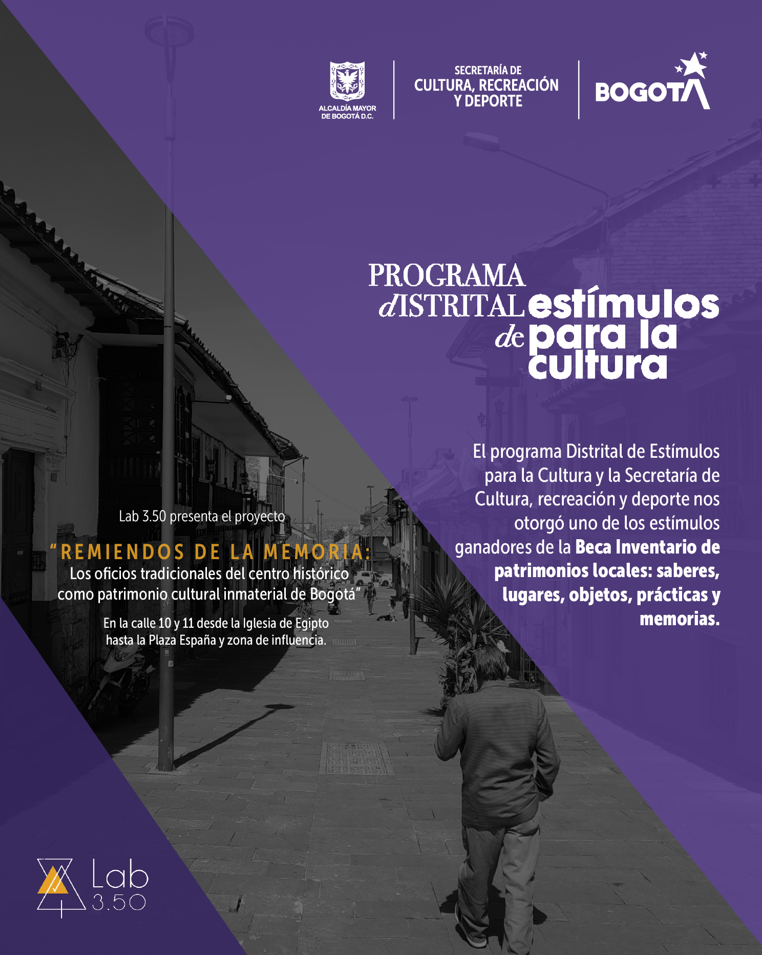 ALCALDÍA MAYOR
DE BOGOTÁ D.C.
SECRETARÍA DE
CULTURA, RECREACIÓN
Y DEPORTE
BOGOTÁ
PROGRAMA
dISTRITAL
de
estímulos
para la
cultura
El programa Distrital de Estímulos
para la Cultura y la Secretaría de
Cultura, recreación y deporte nos
otorgó uno de los estímulos
ganadores de la Beca Inventario de
patrimonios locales: saberes,
lugares, objetos, prácticas y
memorias.
Lab 3.50 presenta el proyecto
“REMIENDOS DE LA MEMORIA:
Los oficios tradicionales del centro histórico
como patrimonio cultural inmaterial de Bogotá”
En la calle 10 y 11 desde la Iglesia de Egipto
hasta la Plaza España y zona de influencia.
Lab
3.50